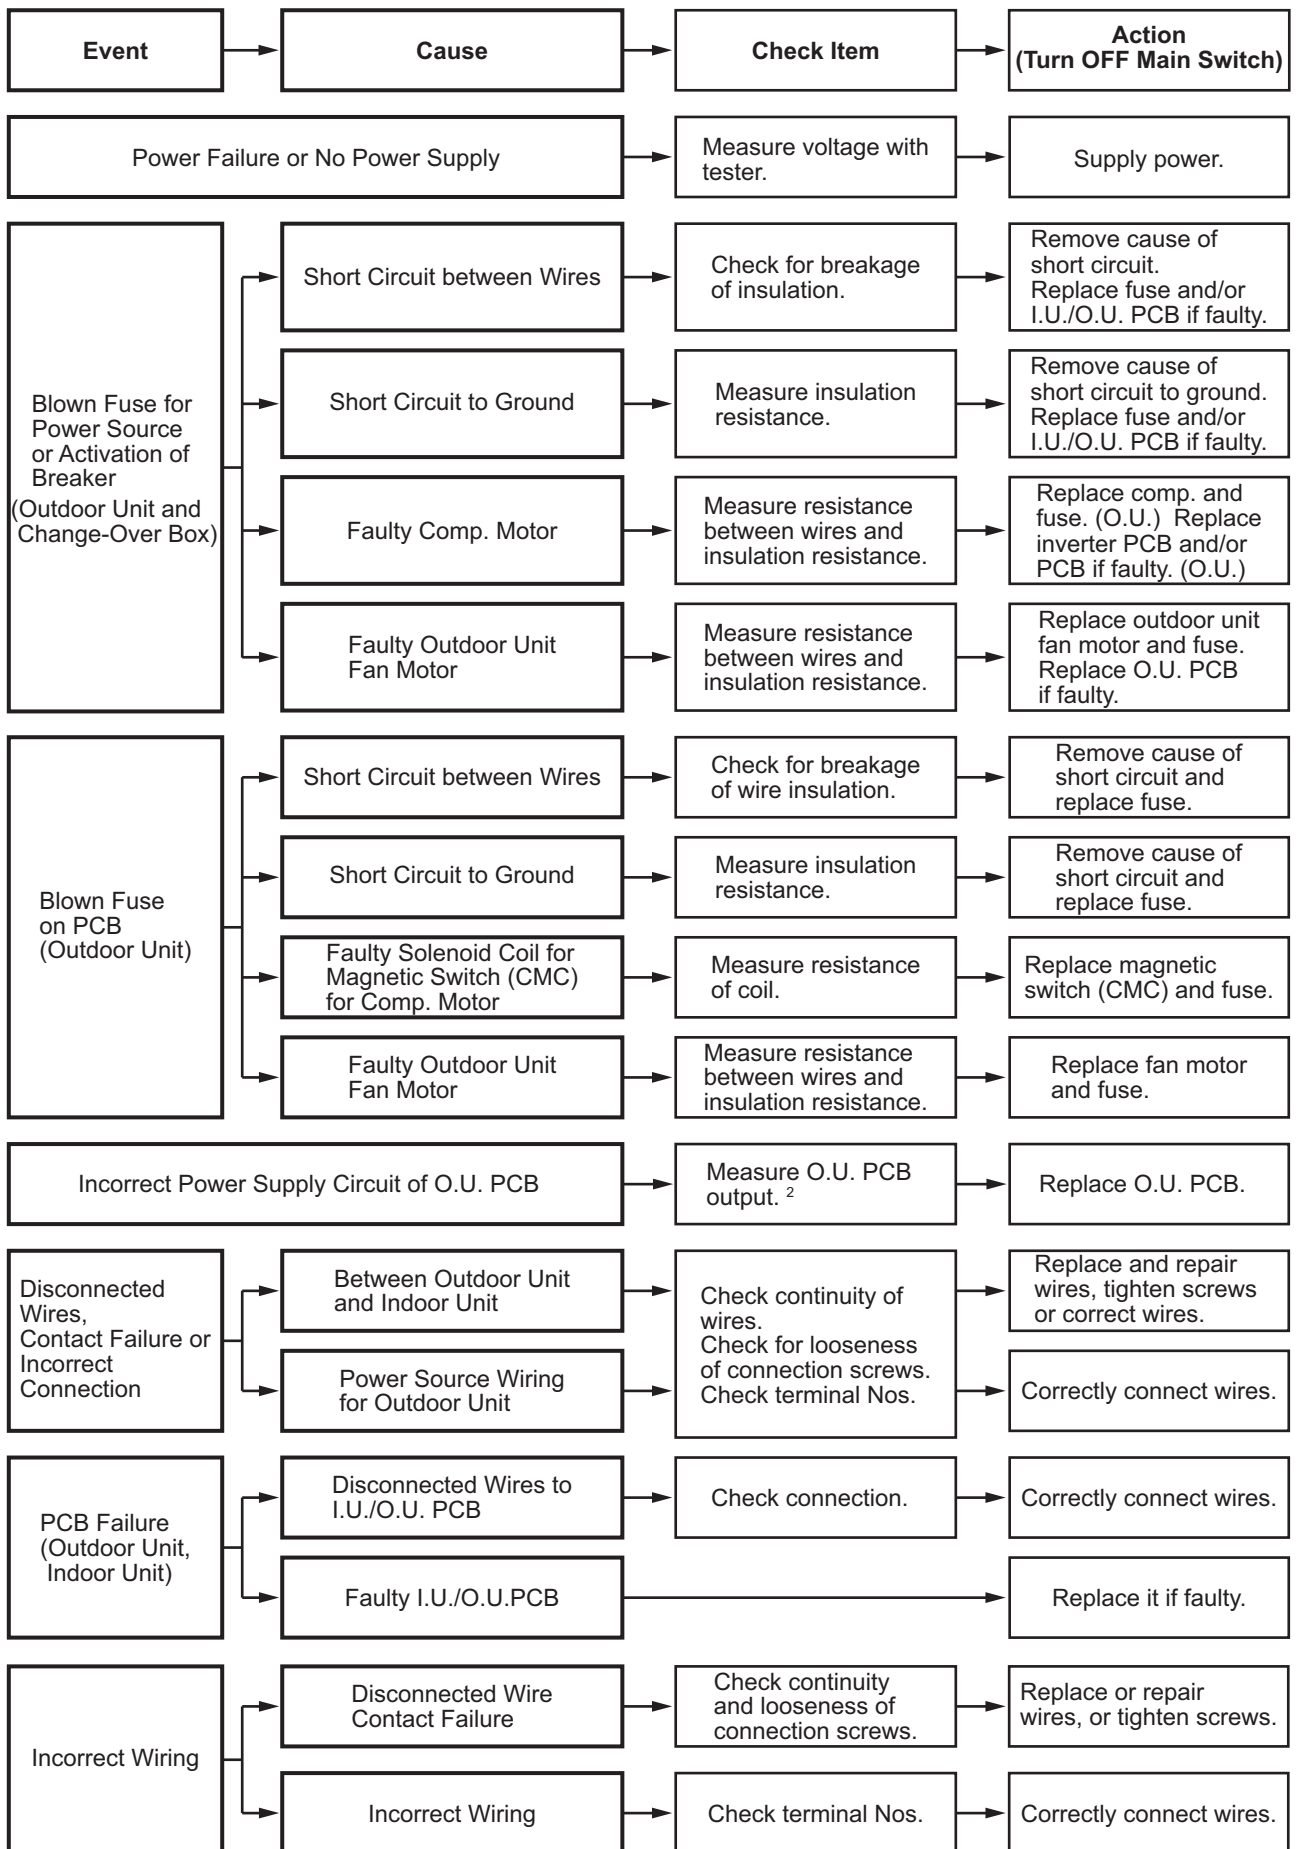 Event
Cause
Check Item
Action
(Turn OFF Main Switch)
Power Failure or No Power Supply
Measure voltage with
tester.
Supply power.
Blown Fuse for
Power Source
or Activation of
Breaker
(Outdoor Unit and
Change-Over Box)
Short Circuit between Wires
Check for breakage
of insulation.
Remove cause of
short circuit.
Replace fuse and/or
I.U./O.U. PCB if faulty.
Short Circuit to Ground
Measure insulation
resistance.
Remove cause of
short circuit to ground.
Replace fuse and/or
I.U./O.U. PCB if faulty.
Faulty Comp. Motor
Measure resistance
between wires and
insulation resistance.
Replace comp. and
fuse. (O.U.) Replace
inverter PCB and/or
PCB if faulty. (O.U.)
Faulty Outdoor Unit
Fan Motor
Measure resistance
between wires and
insulation resistance.
Replace outdoor unit
fan motor and fuse.
Replace O.U. PCB
if faulty.
Blown Fuse
on PCB
(Outdoor Unit)
Short Circuit between Wires
Check for breakage
of wire insulation.
Remove cause of
short circuit and
replace fuse.
Short Circuit to Ground
Measure insulation
resistance.
Remove cause of
short circuit and
replace fuse.
Faulty Solenoid Coil for
Magnetic Switch (CMC)
for Comp. Motor
Measure resistance
of coil.
Replace magnetic
switch (CMC) and fuse.
Faulty Outdoor Unit
Fan Motor
Measure resistance
between wires and
insulation resistance.
Replace fan motor
and fuse.
Incorrect Power Supply Circuit of O.U. PCB
Measure O.U. PCB
output. 2
Replace O.U. PCB.
Disconnected
Wires,
Contact Failure or
Incorrect
Connection
Between Outdoor Unit
and Indoor Unit
Check continuity of
wires.
Check for looseness
of connection screws.
Check terminal Nos.
Replace and repair
wires, tighten screws
or correct wires.
Power Source Wiring
for Outdoor Unit
Correctly connect wires.
PCB Failure
(Outdoor Unit,
Indoor Unit)
Disconnected Wires to
I.U./O.U. PCB
Check connection.
Correctly connect wires.
Faulty I.U./O.U.PCB
Replace it if faulty.
Incorrect Wiring
Disconnected Wire
Contact Failure
Check continuity
and looseness of
connection screws.
Replace or repair
wires, or tighten screws.
Incorrect Wiring
Check terminal Nos.
Correctly connect wires.